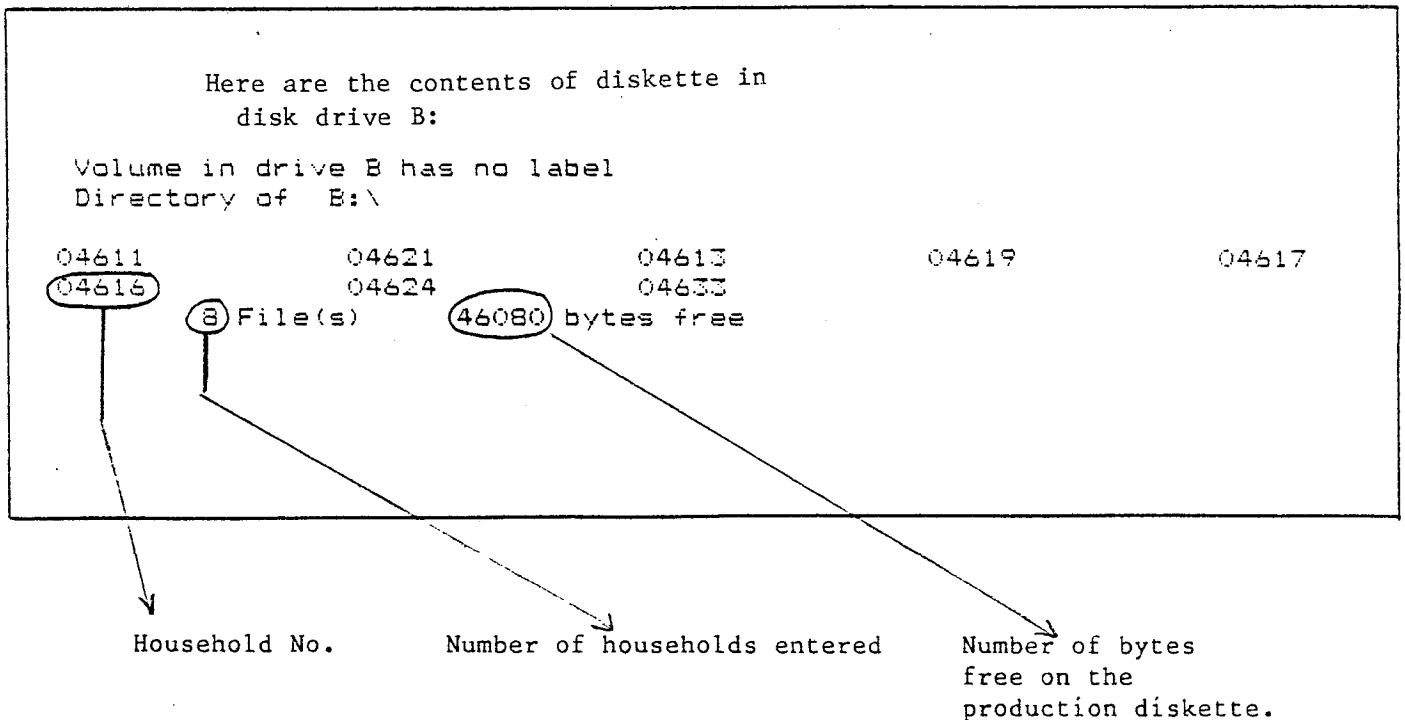 Here are the contents of diskette in
disk drive B:
Volume in drive B has no label
Directory of B:\
04611 04621 04613 04619 04617
04616 04624 04633
8 File(s) 46080 bytes free
Household No. Number of households entered Number of bytes
free on the
production diskette.